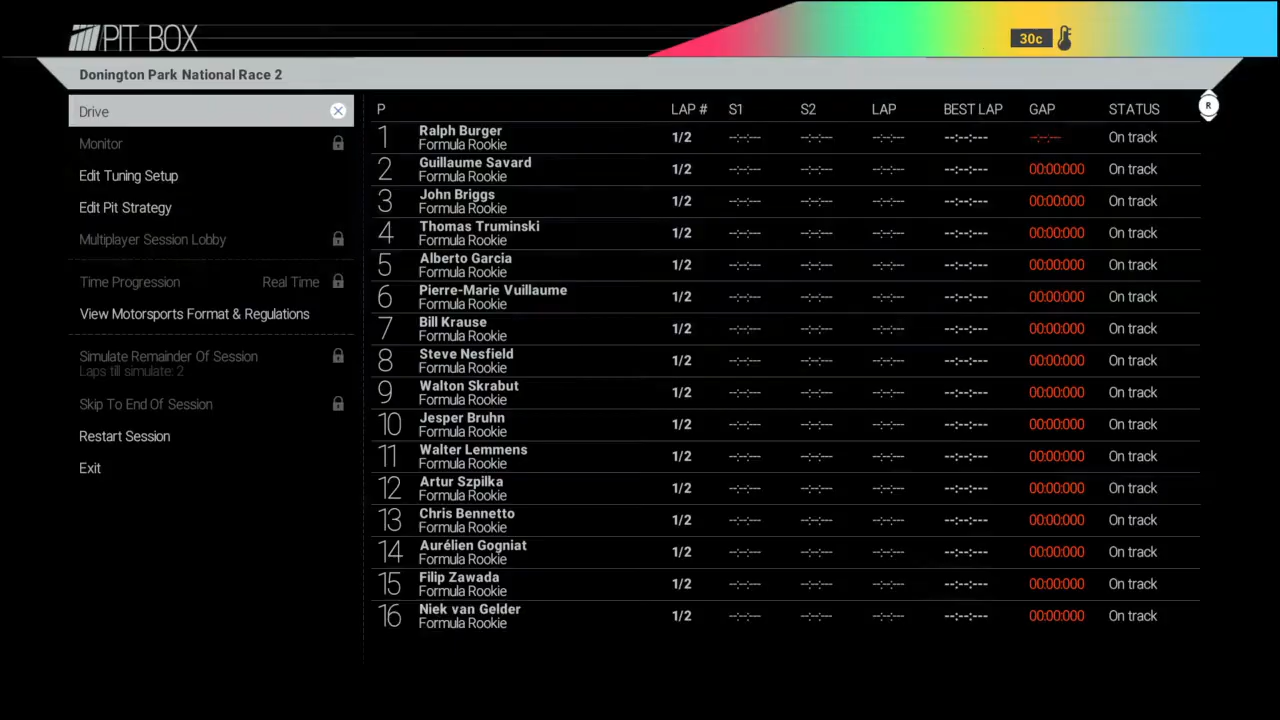 PIT BOX
30c
Donington Park National Race 2
Drive
Monitor
Edit Tuning Setup
Edit Pit Strategy
Multiplayer Session Lobby
Time Progression Real Time
View Motorsports Format & Regulations
Simulate Remainder Of Session
Laps till simulate: 2
Skip To End Of Session
Restart Session
Exit
P LAP # S1 S2 LAP BEST LAP GAP STATUS R
1 Ralph Burger 1/2 --:--:--- --:--:--- --:--:--- --:--:--- --:--:--- On track
Formula Rookie
2 Guillaume Savard 1/2 --:--:--- --:--:--- --:--:--- --:--:--- 00:00:000 On track
Formula Rookie
3 John Briggs 1/2 --:--:--- --:--:--- --:--:--- --:--:--- 00:00:000 On track
Formula Rookie
4 Thomas Truminski 1/2 --:--:--- --:--:--- --:--:--- --:--:--- 00:00:000 On track
Formula Rookie
5 Alberto Garcia 1/2 --:--:--- --:--:--- --:--:--- --:--:--- 00:00:000 On track
Formula Rookie
6 Pierre-Marie Vuillaume 1/2 --:--:--- --:--:--- --:--:--- --:--:--- 00:00:000 On track
Formula Rookie
7 Bill Krause 1/2 --:--:--- --:--:--- --:--:--- --:--:--- 00:00:000 On track
Formula Rookie
8 Steve Nesfield 1/2 --:--:--- --:--:--- --:--:--- --:--:--- 00:00:000 On track
Formula Rookie
9 Walton Skrabut 1/2 --:--:--- --:--:--- --:--:--- --:--:--- 00:00:000 On track
Formula Rookie
10 Jesper Bruhn 1/2 --:--:--- --:--:--- --:--:--- --:--:--- 00:00:000 On track
Formula Rookie
11 Walter Lemmens 1/2 --:--:--- --:--:--- --:--:--- --:--:--- 00:00:000 On track
Formula Rookie
12 Artur Szpilka 1/2 --:--:--- --:--:--- --:--:--- --:--:--- 00:00:000 On track
Formula Rookie
13 Chris Bennetto 1/2 --:--:--- --:--:--- --:--:--- --:--:--- 00:00:000 On track
Formula Rookie
14 Aurélien Gogniat 1/2 --:--:--- --:--:--- --:--:--- --:--:--- 00:00:000 On track
Formula Rookie
15 Filip Zawada 1/2 --:--:--- --:--:--- --:--:--- --:--:--- 00:00:000 On track
Formula Rookie
16 Niek van Gelder 1/2 --:--:--- --:--:--- --:--:--- --:--:--- 00:00:000 On track
Formula Rookie